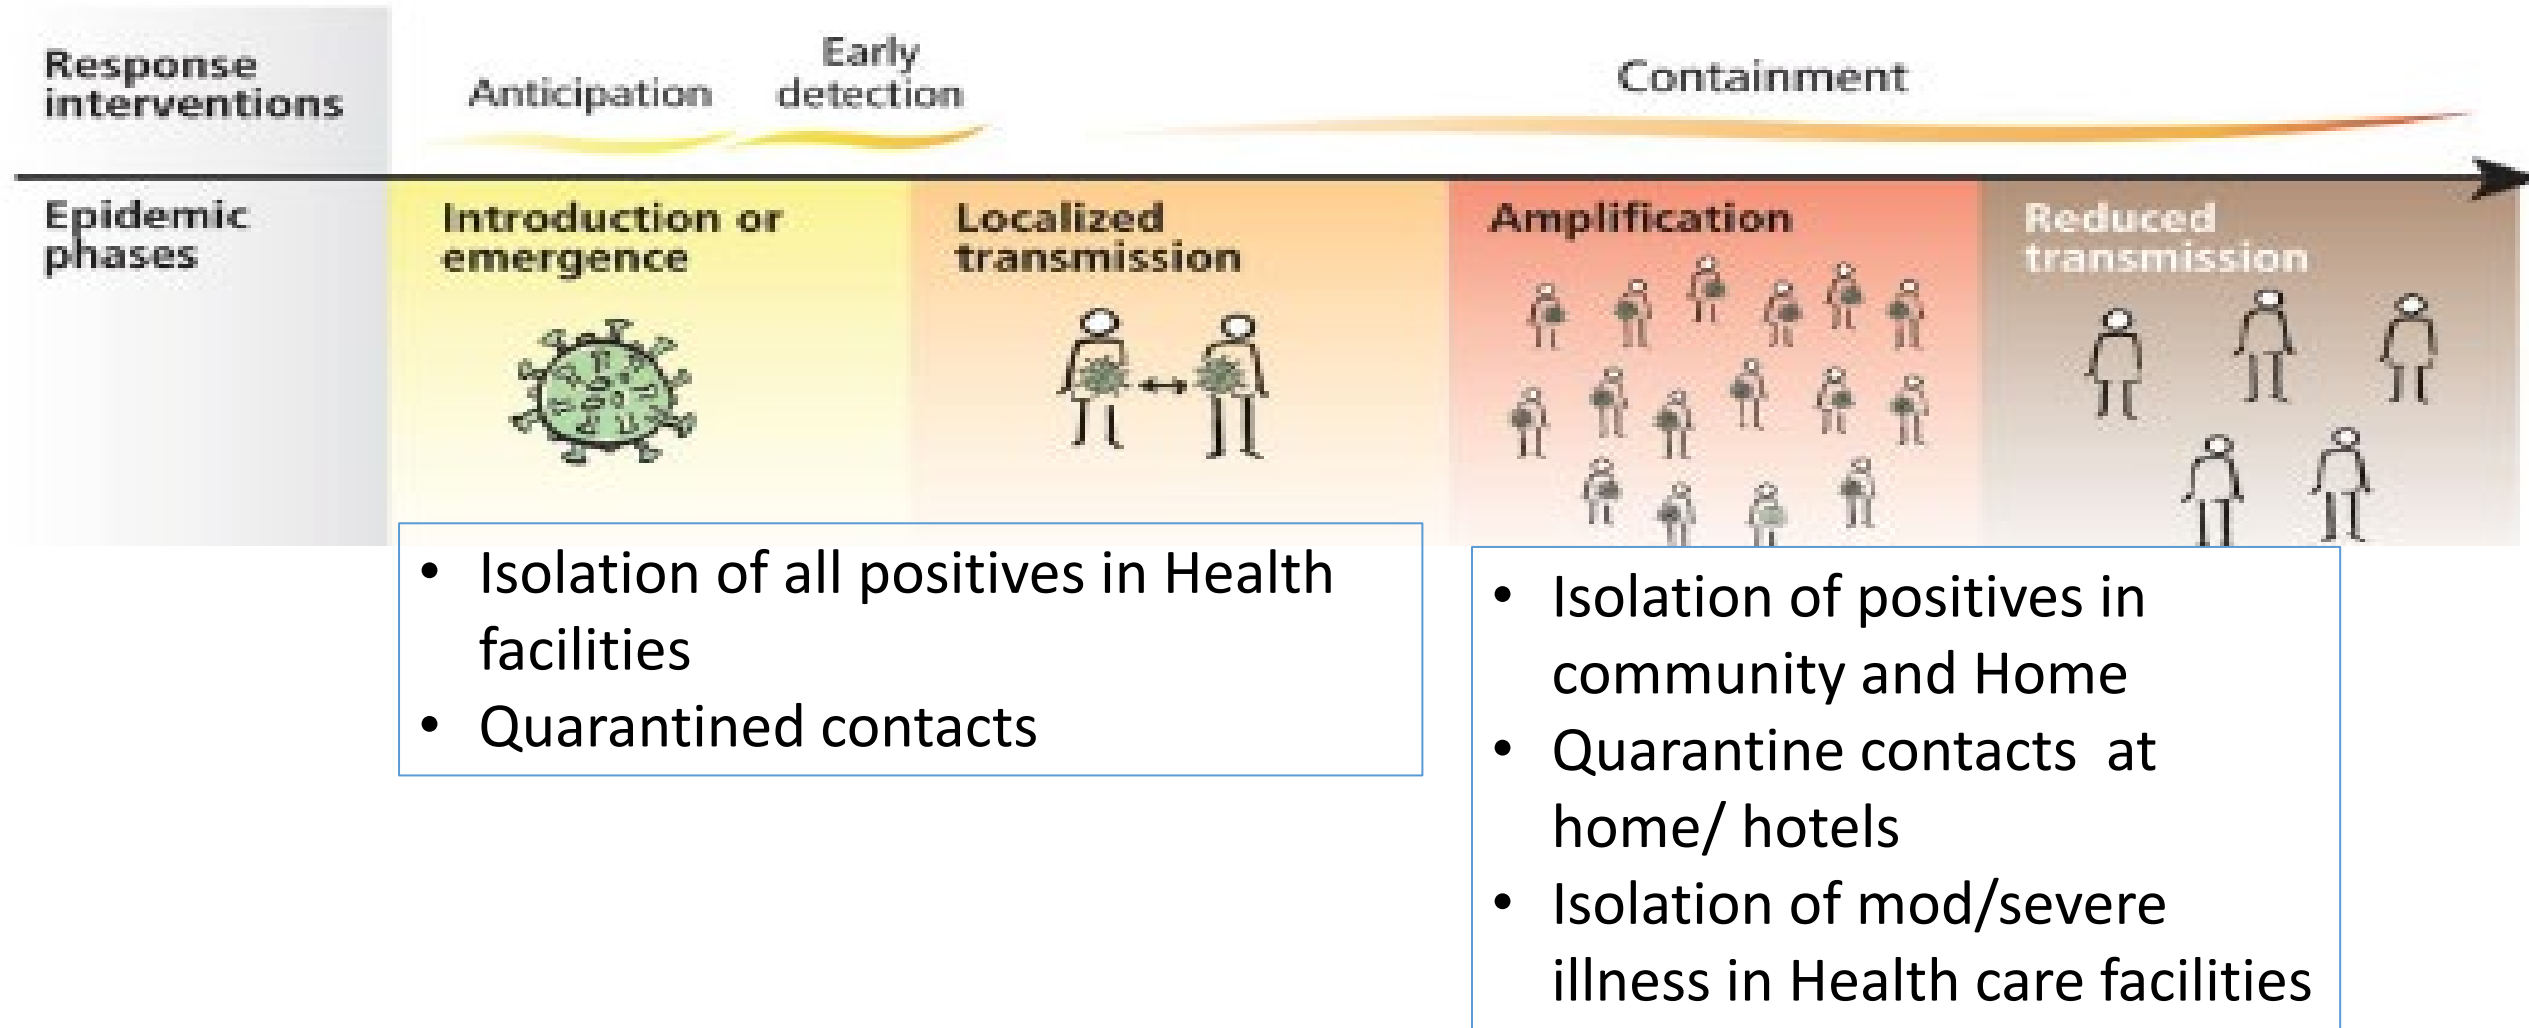 Response
interventions
Anticipation
Early
detection
Containment
Epidemic
phases
Introduction or
emergence
Localized
transmission
Amplification
Reduced
transmission
• Isolation of all positives in Health
facilities
• Quarantined contacts
• Isolation of positives in
community and Home
• Quarantine contacts  at
home/ hotels
• Isolation of mod/severe
illness in Health care facilities